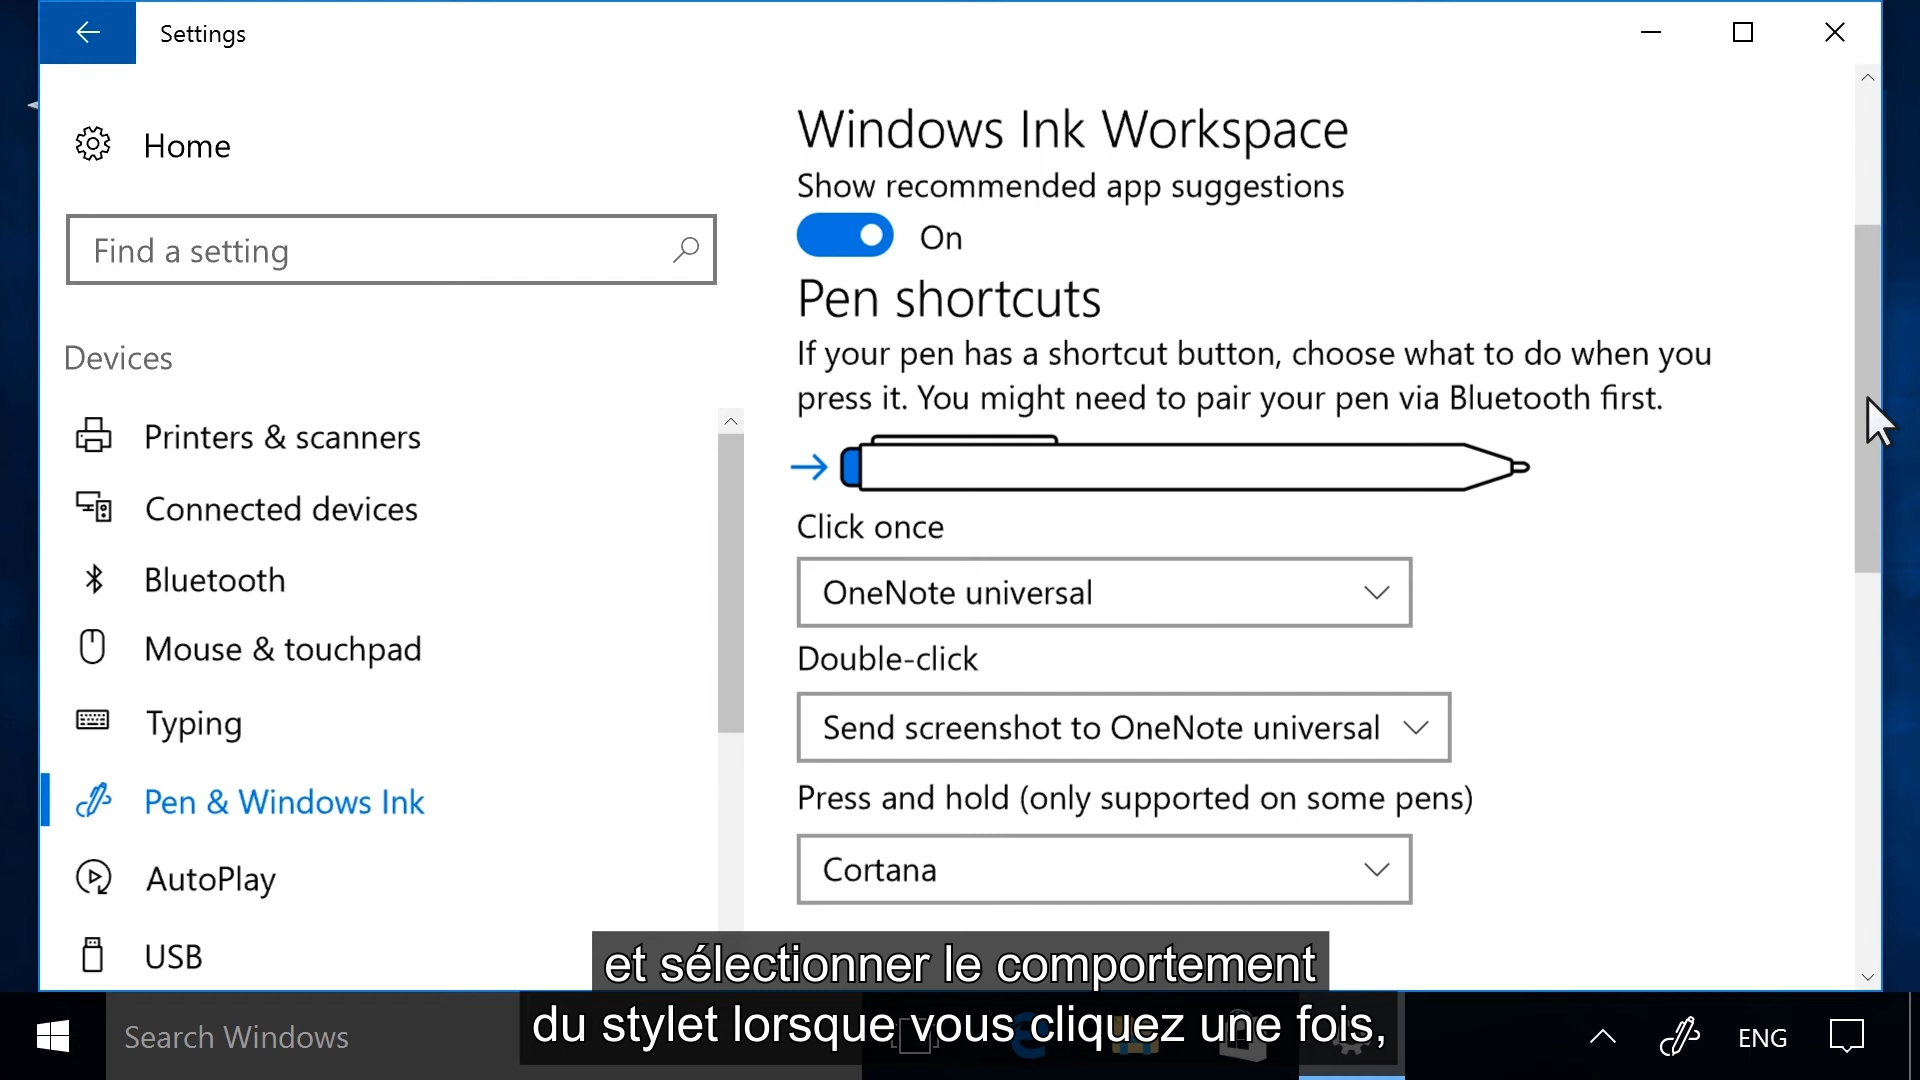 Settings
Home
Find a setting
Devices
Printers & scanners
Connected devices
Bluetooth
Mouse & touchpad
Typing
Pen & Windows Ink
AutoPlay
USB
Windows Ink Workspace
Show recommended app suggestions
On
Pen shortcuts
If your pen has a shortcut button, choose what to do when you
press it. You might need to pair your pen via Bluetooth first.
Click once
OneNote universal
Double-click
Send screenshot to OneNote universal
Press and hold (only supported on some pens)
Cortana
et sélectionner le comportement
du stylet lorsque vous cliquez une fois,
Search Windows
ENG